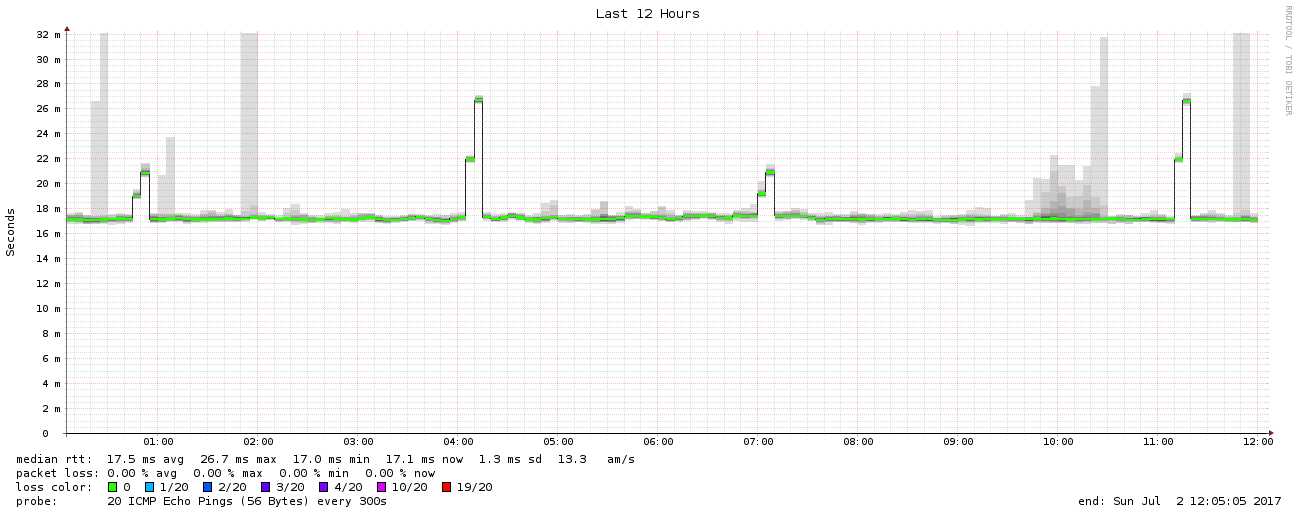 Last 12 Hours
RRDTOOL / TOBI OETIKER
Seconds
32 m
30 m
28 m
26 m
24 m
22 m
20 m
18 m
16 m
14 m
12 m
10 m
8 m
6 m
4 m
2 m
0
01:00 02:00 03:00 04:00 05:00 06:00 07:00 08:00 09:00 10:00 11:00 12:00
median rtt: 17.5 ms avg 26.7 ms max 17.0 ms min 17.1 ms now 1.3 ms sd 13.3 am/s
packet loss: 0.00 % avg 0.00 % max 0.00 % min 0.00 % now
loss color: 0 1/20 2/20 3/20 4/20 10/20 19/20
probe: 20 ICMP Echo Pings (56 Bytes) every 300s end: Sun Jul 2 12:05:05 2017